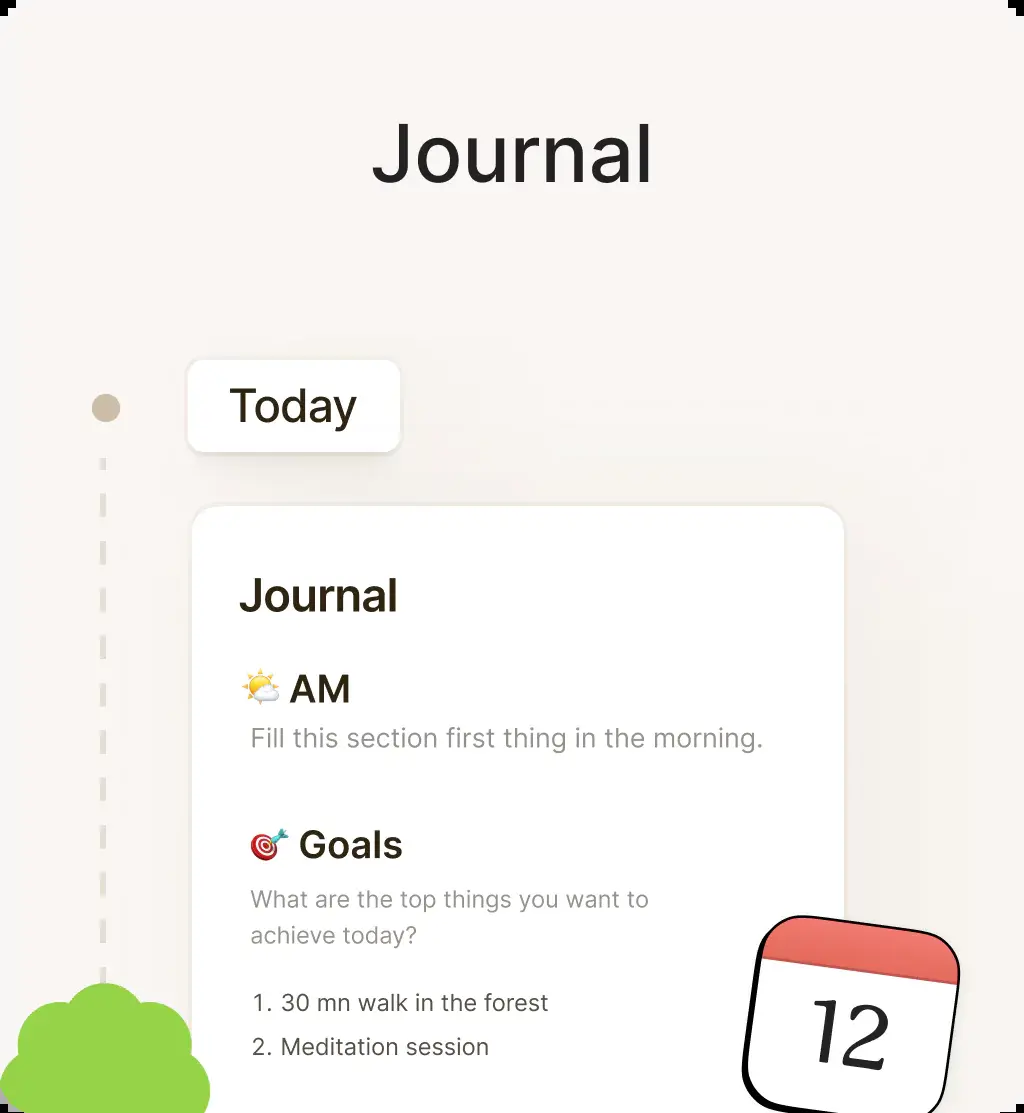 Journal
Today
Journal
🌤️ AM
Fill this section first thing in the morning.
🎯 Goals
What are the top things you want to
achieve today?
1. 30 mn walk in the forest
2. Meditation session
12